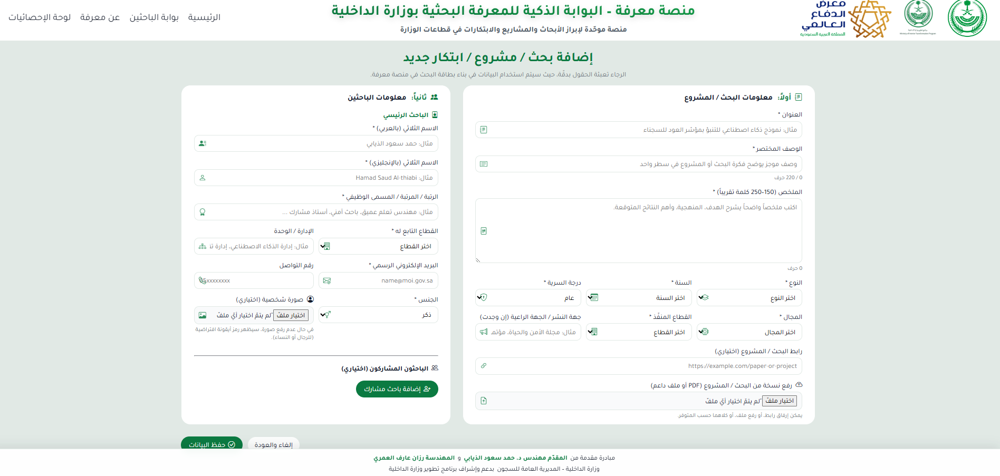 معرض
الدفاع
العالمي
المملكة العربية السعودية
منصة معرفة - البوابة الذكية للمعرفة البحثية بوزارة الداخلية
منصة موحّدة لإبراز الأبحاث والمشاريع والابتكارات في قطاعات الوزارة
الرئيسية بوابة الباحثين عن معرفة لوحة الإحصائيات
إضافة بحث / مشروع / ابتكار جديد
الرجاء تعبئة الحقول بدقّة، حيث سيتم استخدام البيانات في بناء بطاقة البحث في منصة معرفة.
أولاً: معلومات البحث / المشروع
العنوان *
مثال: نموذج ذكاء اصطناعي للتنبؤ بمؤشر العود للسجناء
الوصف المختصر *
وصف موجز يوضح فكرة البحث أو المشروع في سطر واحد
0 / 220 حرف
الملخص (150–250 كلمة تقريباً) *
اكتب ملخصاً واضحاً يشرح الهدف، المنهجية، وأهم النتائج المتوقعة.
0 حرف
النوع * السنة * درجة السرية *
اختر النوع اختر السنة عام
المجال * القطاع المنفّذ * جهة النشر / الجهة الراعية (إن وجدت)
اختر المجال اختر القطاع مثال: مجلة الأمن والحياة، مؤتمـ
رابط البحث / المشروع (اختياري)
https://example.com/paper-or-project
رفع نسخة من البحث / المشروع (PDF أو ملف داعم)
اختيار ملفّ لم يتمّ اختيار أيّ ملفّ
يمكن إرفاق رابط، أو رفع ملف، أو كلاهما حسب المتوفر.
ثانياً: معلومات الباحثين
الباحث الرئيسي
الاسم الثلاثي (بالعربي) *
مثال: حمد سعود الذيابي
الاسم الثلاثي (بالإنجليزي) *
مثال: Hamad Saud Al-thiabi
الرتبة / المرتبة / المسمى الوظيفي *
مثال: مهندس تعلم عميق، باحث أمني، أستاذ مشارك ...
القطاع التابع له * الإدارة / الوحدة
اختر القطاع مثال: إدارة الذكاء الاصطناعي، إدارة تق
البريد الإلكتروني الرسمي * رقم التواصل
name@moi.gov.sa 05xxxxxxxx
الجنس * صورة شخصية (اختياري)
ذكر اختيار ملفّ لم يتمّ اختيار أيّ ملفّ
في حال عدم رفع صورة، سيظهر رمز أيقونة افتراضية
(للرجال أو النساء).
الباحثون المشاركون (اختياري)
إضافة باحث مشارك
إلغاء والعودة حفظ البيانات
مبادرة مقدمة من المقدّم مهندس د. حمد سعود الذيابي و المهندسة رزان عارف العمري
وزارة الداخلية - المديرية العامة للسجون بدعم وإشراف برنامج تطوير وزارة الداخلية